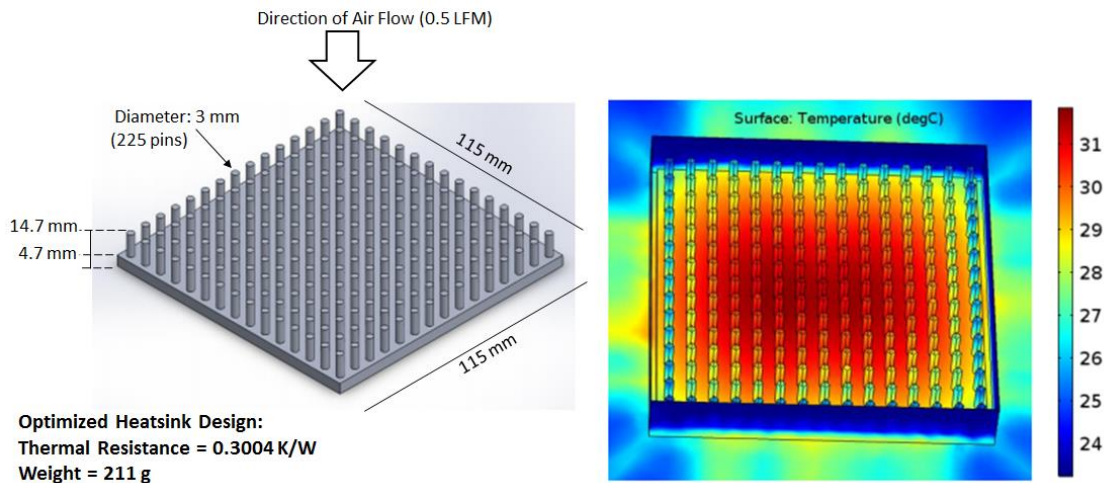 Direction of Air Flow (0.5 LFM)
Diameter: 3 mm
(225 pins)
115 mm
14.7 mm
4.7 mm
115 mm
Optimized Heatsink Design:
Thermal Resistance = 0.3004 K/W
Weight = 211 g
Surface: Temperature (degC)
31
30
29
28
27
26
25
24